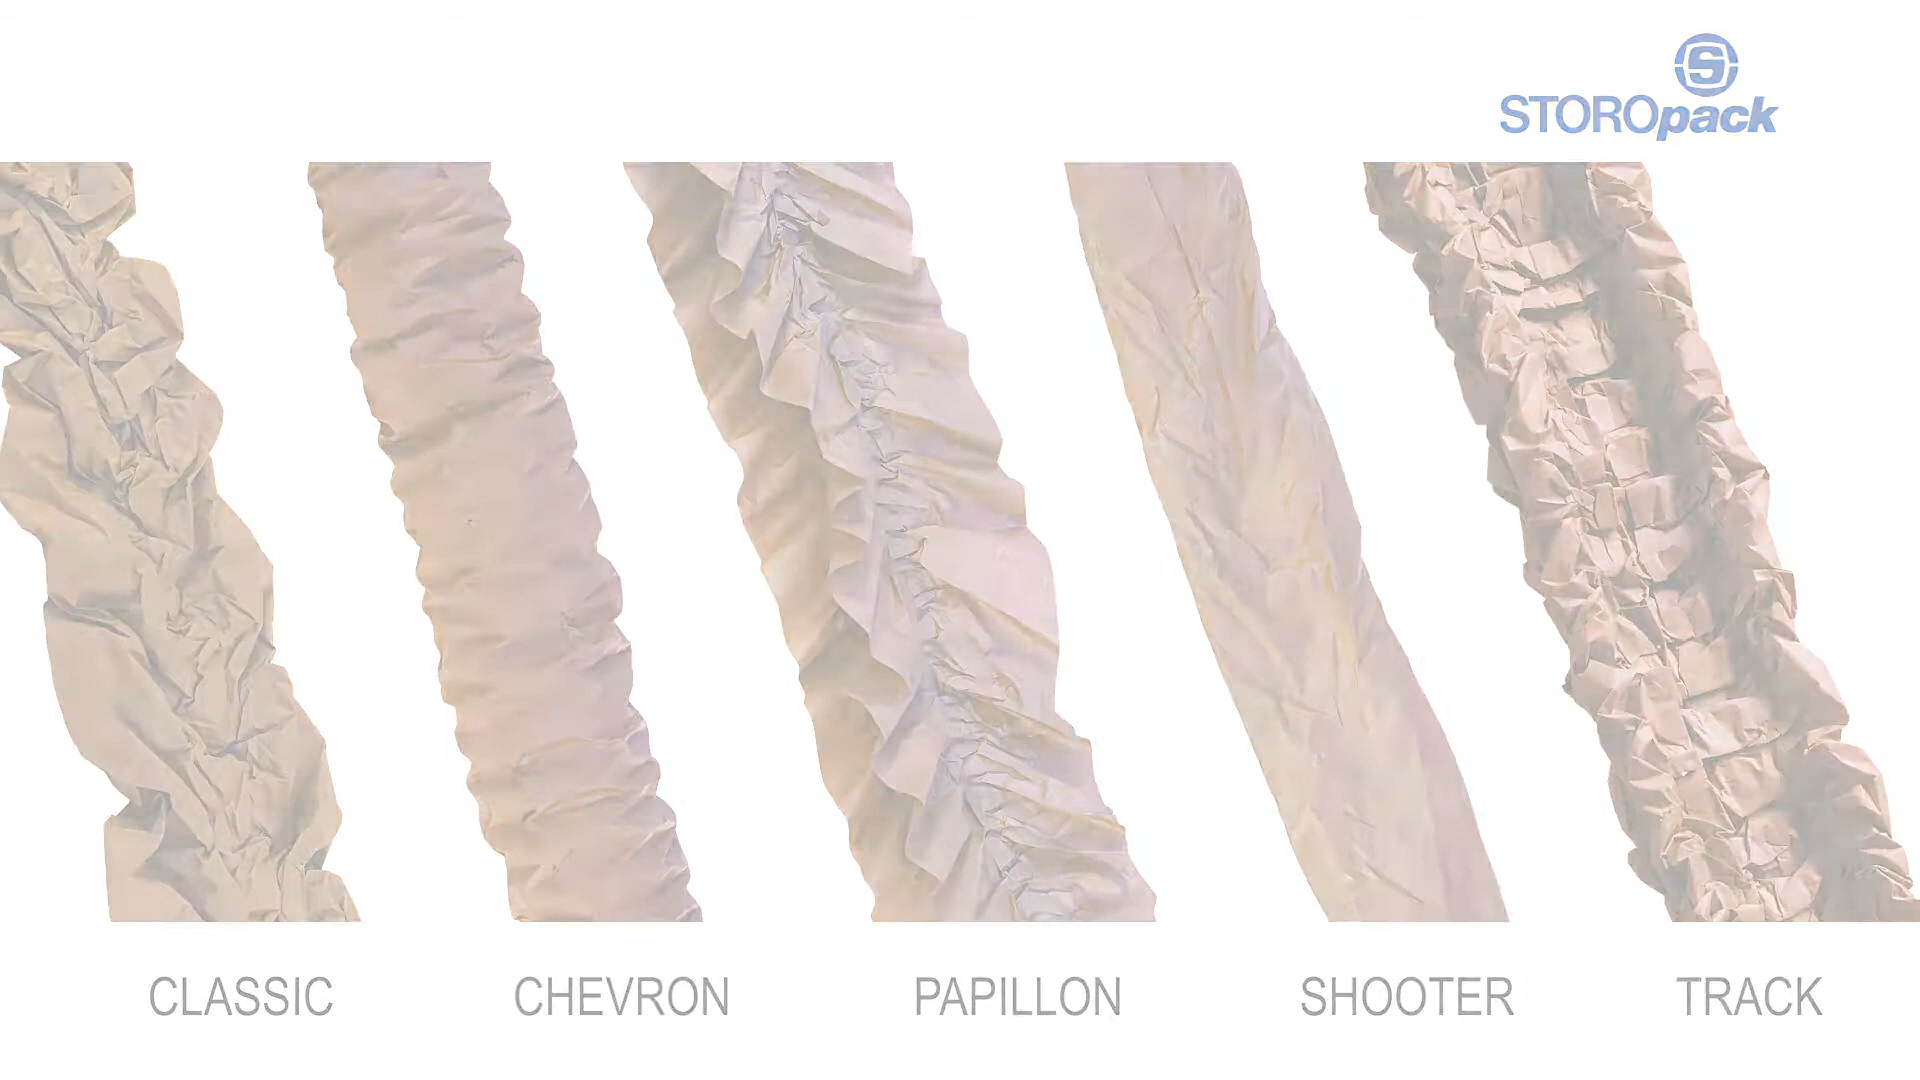 S
STOROpack
CLASSIC
CHEVRON
PAPILLON
SHOOTER
TRACK